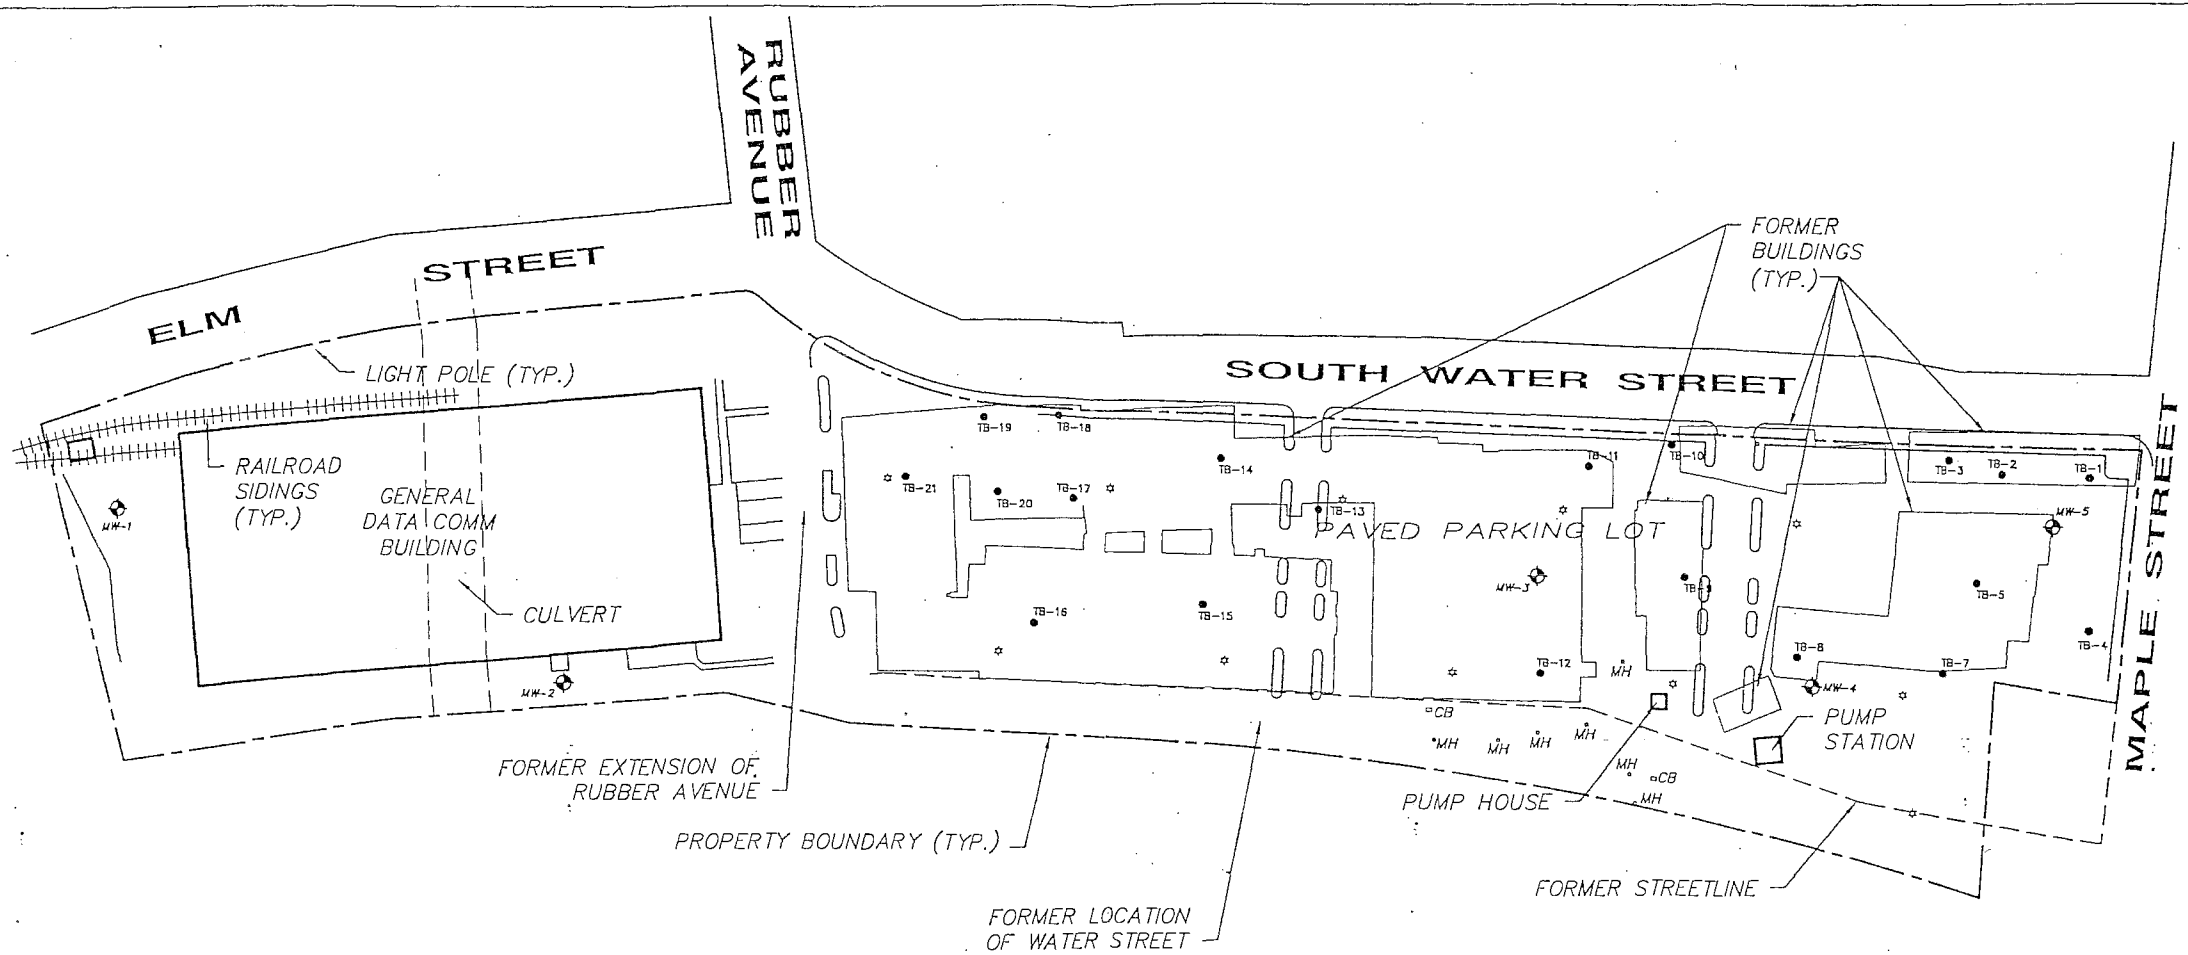 RUBBER
AVENUE
ELM STREET
FORMER
BUILDINGS
(TYP.)
LIGHT POLE (TYP.)
SOUTH WATER STREET
MAPLE STREET
RAILROAD
SIDINGS
(TYP.)
GENERAL
DATA COMM
BUILDING
CULVERT
MW-1
MW-2
TB-19
TB-18
TB-14
TB-11
TB-10
TB-3
TB-2
TB-1
TB-21
TB-20
TB-17
TB-13
PAVED PARKING LOT
MW-5
MW-3
TB-5
TB-16
TB-15
TB-4
TB-12
MH
TB-8
TB-7
MW-4
CB
MH
MH
MH
MH
PUMP
STATION
MH
CB
MH
FORMER EXTENSION OF
RUBBER AVENUE
PUMP HOUSE
PROPERTY BOUNDARY (TYP.)
FORMER STREETLINE
FORMER LOCATION
OF WATER STREET